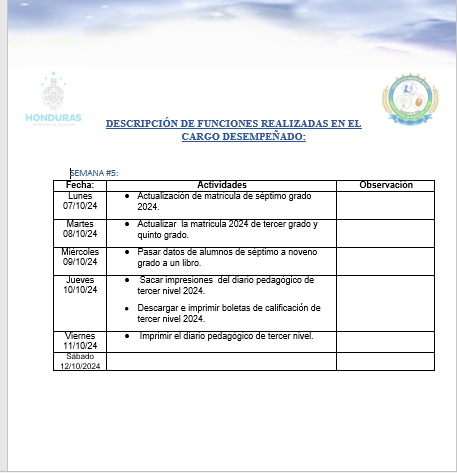 HONDURAS
DESCRIPCIÓN DE FUNCIONES REALIZADAS EN EL
CARGO DESEMPEÑADO:
SEMANA #5:
Fecha: Actividades Observación
Lunes
07/10/24
• Actualización de matrícula de séptimo grado
2024.
Martes
08/10/24
• Actualizar la matrícula 2024 de tercer grado y
quinto grado.
Miércoles
09/10/24
• Pasar datos de alumnos de séptimo a noveno
grado a un libro.
Jueves
10/10/24
• Sacar impresiones del diario pedagógico de
tercer nivel 2024.
• Descargar e imprimir boletas de calificación de
tercer nivel 2024.
Viernes
11/10/24
• Imprimir el diario pedagógico de tercer nivel.
Sábado
12/10/2024